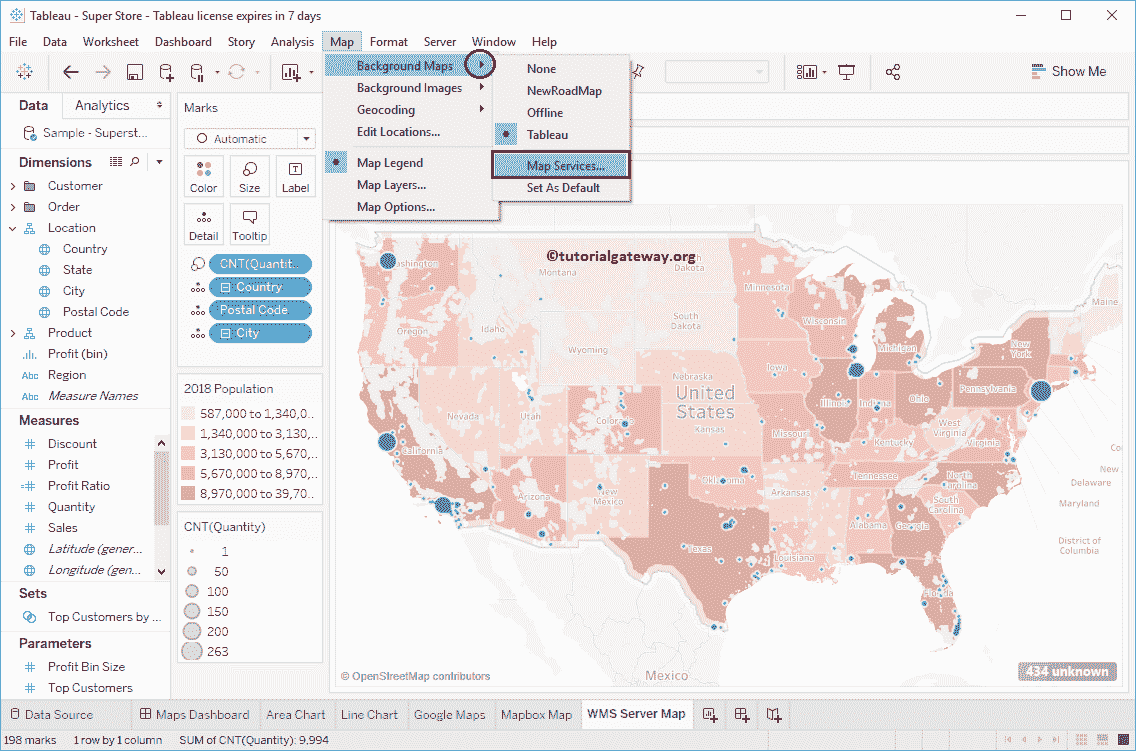 Tableau - Super Store - Tableau license expires in 7 days
File Data Worksheet Dashboard Story Analysis Map Format Server Window Help
Show Me
Data Analytics
Sample - Superst...
Dimensions
Customer
Order
Location
Country
State
City
Postal Code
Product
Profit (bin)
Abc Region
Abc Measure Names
Measures
Discount
Profit
Profit Ratio
Quantity
Sales
Latitude (gener...
Longitude (gen...
Sets
Top Customers by ...
Parameters
Profit Bin Size
Top Customers
Marks
Automatic
Color Size Label
Detail Tooltip
CNT(Quantit..
Country
Postal Code
City
2018 Population
587,000 to 1,340,0..
1,340,000 to 3,130,..
3,130,000 to 5,670,..
5,670,000 to 8,970,..
8,970,000 to 39,70..
CNT(Quantity)
1
50
100
150
200
263
Background Maps
Background Images
Geocoding
Edit Locations...
Map Legend
Map Layers...
Map Options...
None
NewRoadMap
Offline
Tableau
Map Services...
Set As Default
©tutorialgateway.org
Washington
Montana
Dakota
Minnesota
Maine
Oregon
Idaho
South Dakota
Wisconsin
Michigan
New York
Wyoming
Iowa
Nebraska
Pennsylvania
United States
Nevada
Utah
Colorado
Kansas
Illinois
Indiana
Ohio
Missouri
West Virginia
Virginia
Kentucky
California
Arizona
New Mexico
Oklahoma
Arkansas
Tennessee
North Carolina
South Carolina
Alabama
Georgia
Texas
Louisiana
Florida
New
Delaware
Maryland
District of Columbia
Mexico
© OpenStreetMap contributors
434 unknown
Data Source Maps Dashboard Area Chart Line Chart Google Maps Mapbox Map WMS Server Map
198 marks 1 row by 1 column SUM of CNT(Quantity): 9,994